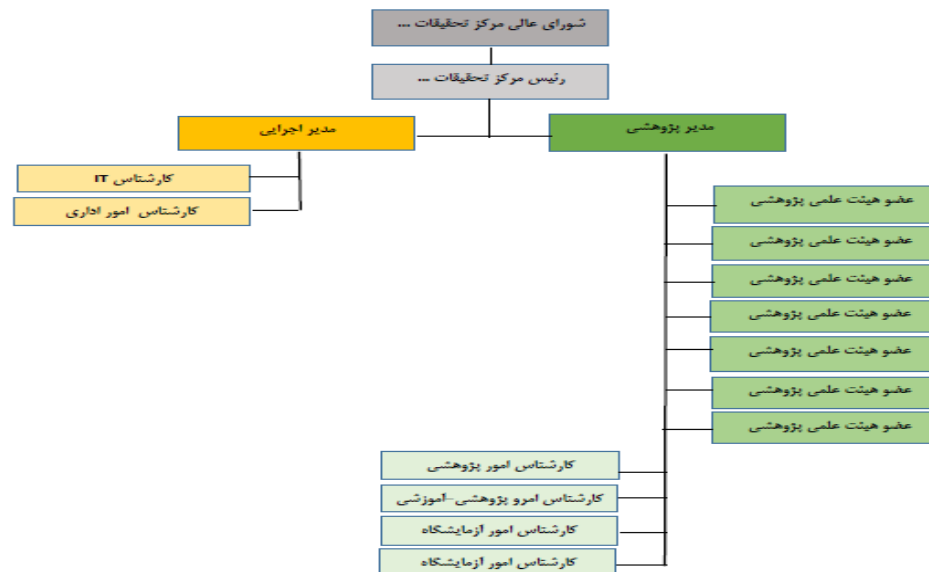 شورای عالی مرکز تحقیقات ...
رئیس مرکز تحقیقات ...
مدیر پژوهشی
مدیر اجرایی
کارشناس IT
کارشناس امور اداری
عضو هیئت علمی پژوهشی
عضو هیئت علمی پژوهشی
عضو هیئت علمی پژوهشی
عضو هیئت علمی پژوهشی
عضو هیئت علمی پژوهشی
عضو هیئت علمی پژوهشی
عضو هیئت علمی پژوهشی
کارشناس امور پژوهشی
کارشناس امرو پژوهشی-آموزشی
کارشناس امور آزمایشگاه
کارشناس امور آزمایشگاه